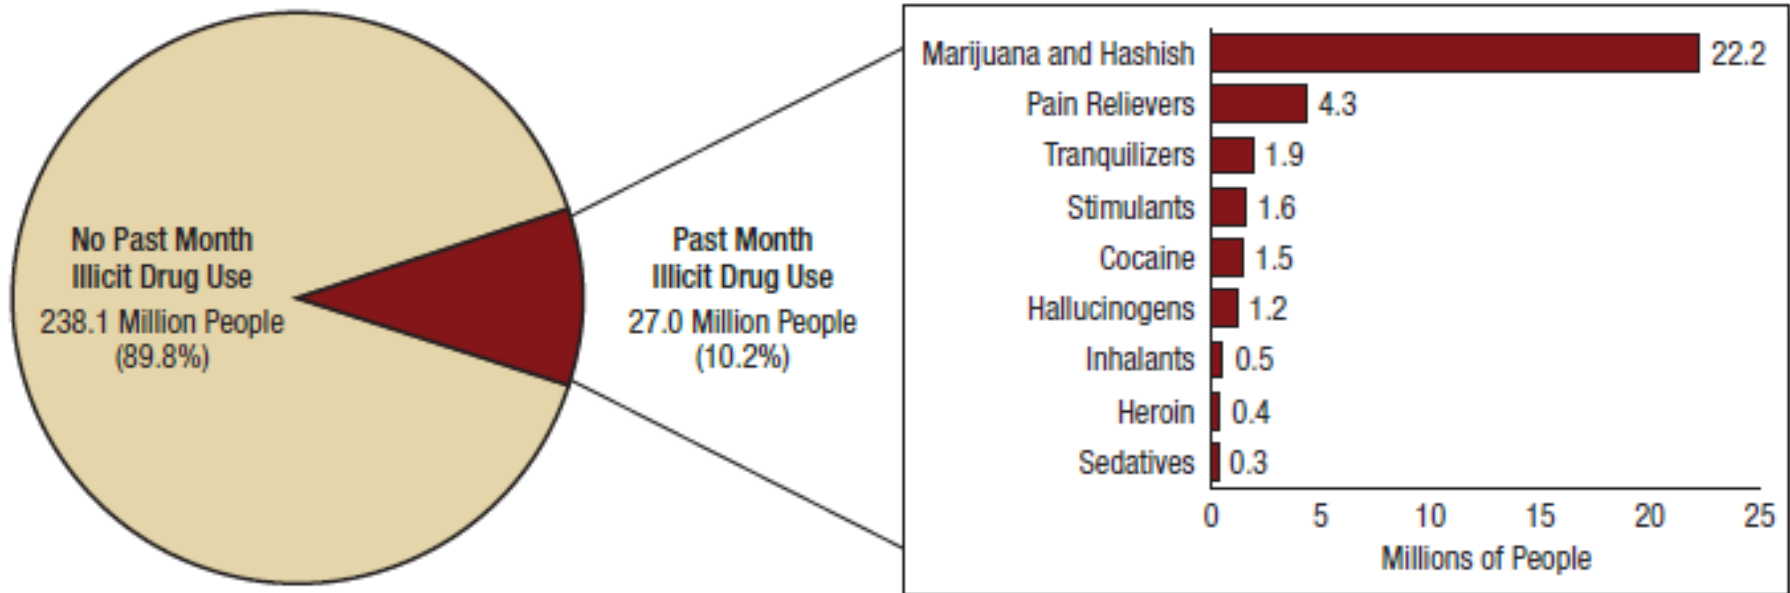 No Past Month
Illicit Drug Use
238.1 Million People
(89.8%)
Past Month
Illicit Drug Use
27.0 Million People
(10.2%)
Marijuana and Hashish 22.2
Pain Relievers 4.3
Tranquilizers 1.9
Stimulants 1.6
Cocaine 1.5
Hallucinogens 1.2
Inhalants 0.5
Heroin 0.4
Sedatives 0.3
0 5 10 15 20 25
Millions of People